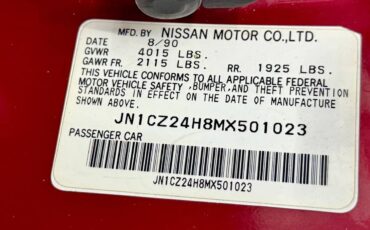 MFD. BY NISSAN MOTOR CO.,LTD.
DATE 8/90
GVWR 4015 LBS.
GAWR FR. 2115 LBS. RR. 1925 LBS.
THIS VEHICLE CONFORMS TO ALL APPLICABLE FEDERAL
MOTOR VEHICLE SAFETY, BUMPER, AND THEFT PREVENTION
STANDARDS IN EFFECT ON THE DATE OF MANUFACTURE
SHOWN ABOVE.
JN1CZ24H8MX501023
PASSENGER CAR
JN1CZ24H8MX501023